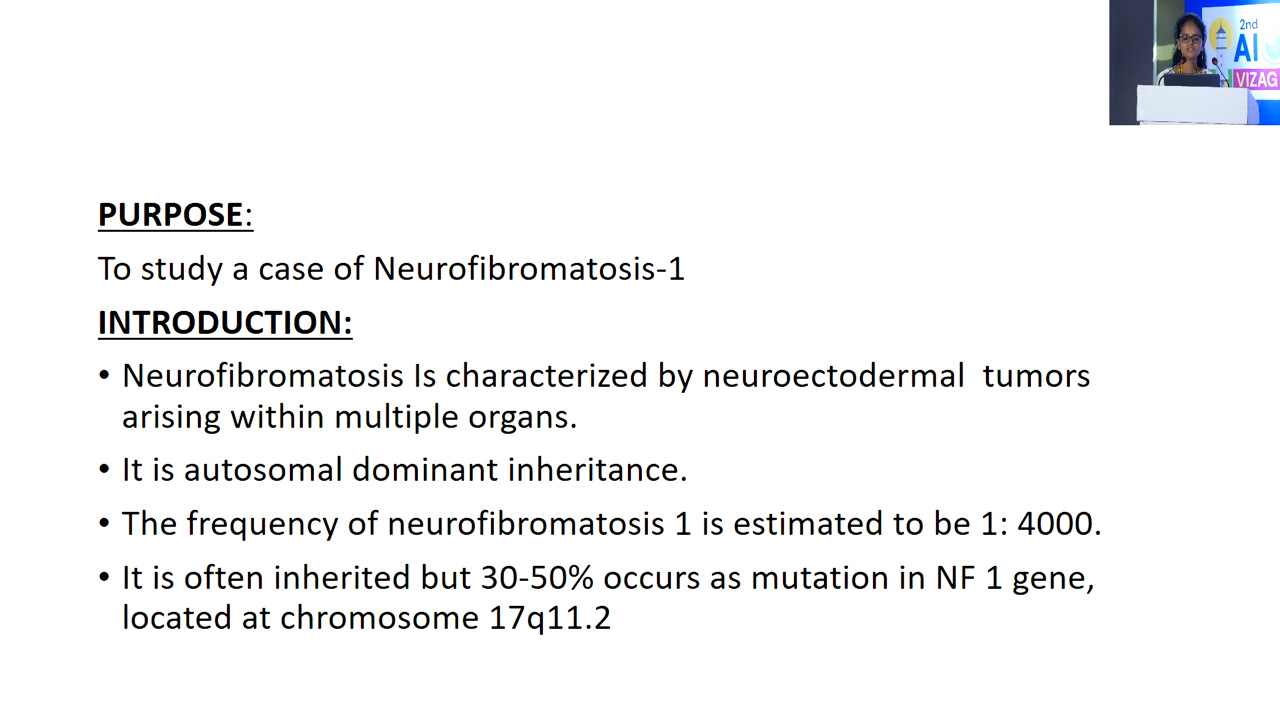 2nd
AI
VIZAG
PURPOSE:
To study a case of Neurofibromatosis-1
INTRODUCTION:
• Neurofibromatosis Is characterized by neuroectodermal  tumors
arising within multiple organs.
• It is autosomal dominant inheritance.
• The frequency of neurofibromatosis 1 is estimated to be 1: 4000.
• It is often inherited but 30-50% occurs as mutation in NF 1 gene,
located at chromosome 17q11.2